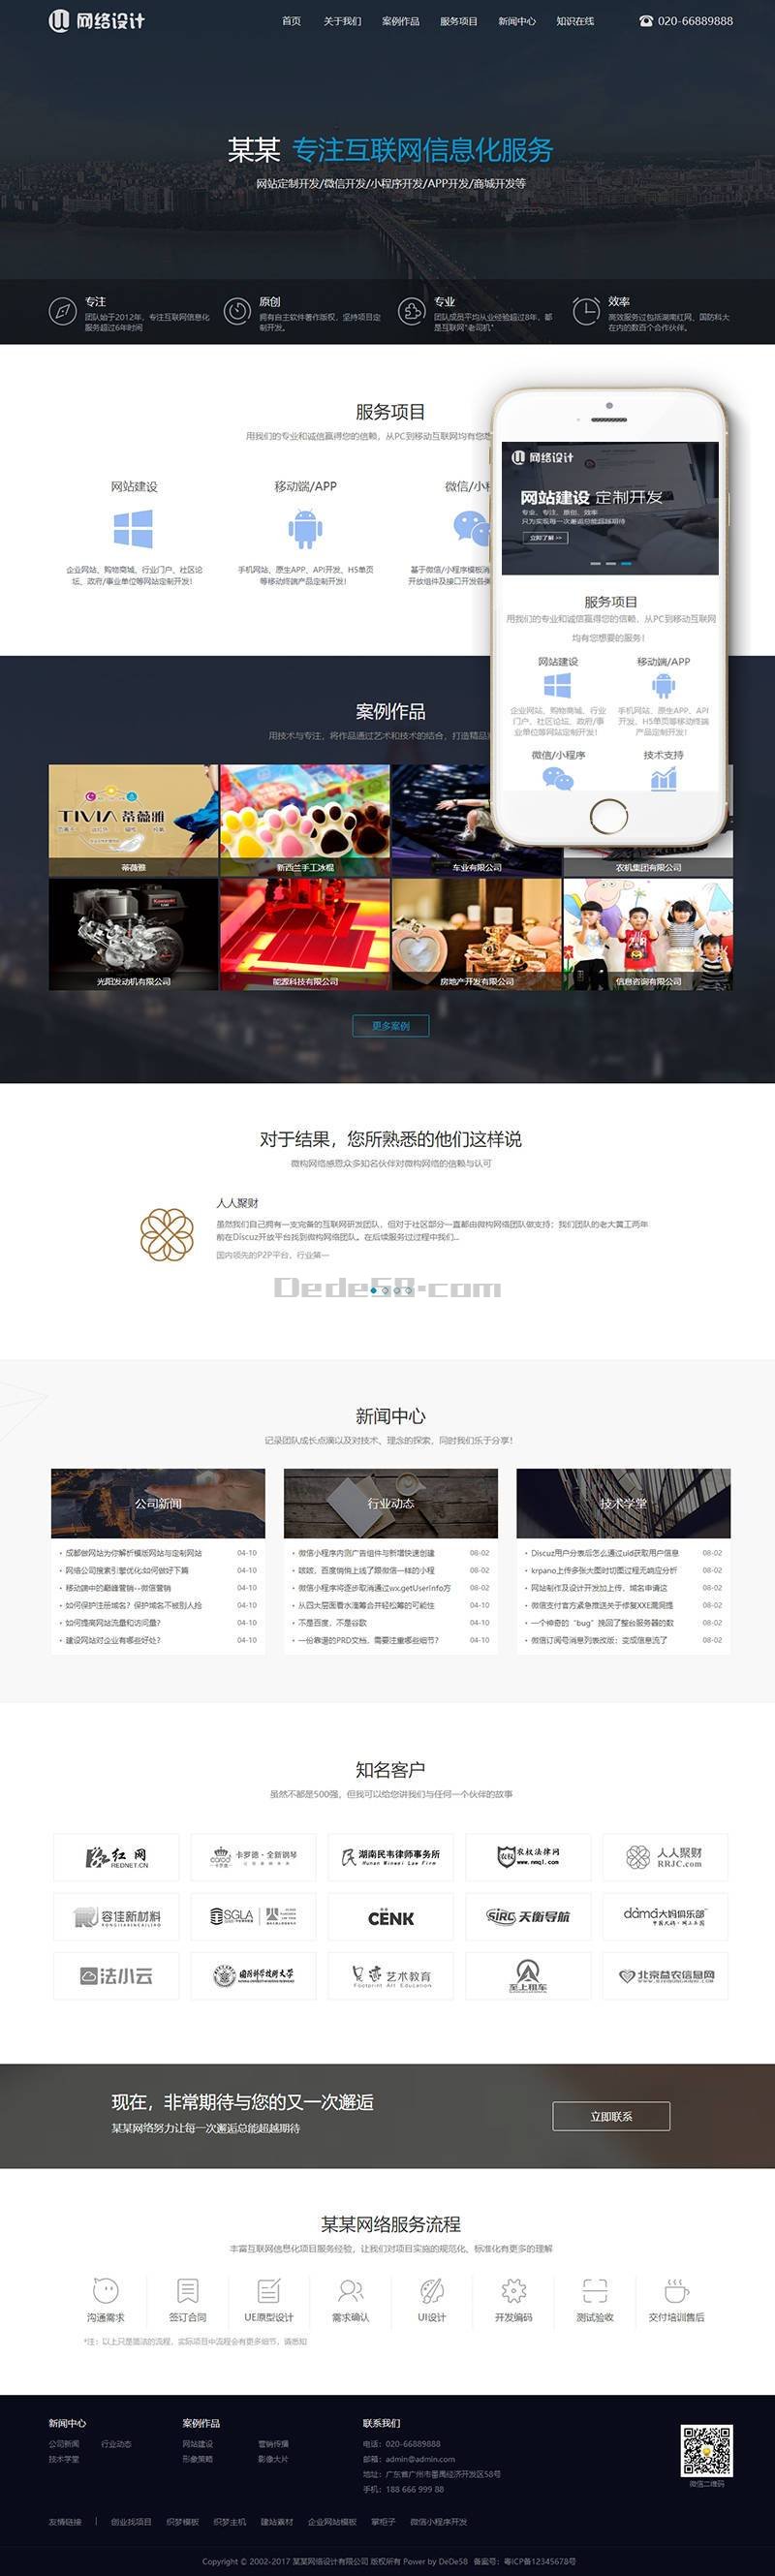 网络设计
首页 关于我们 案例作品 服务项目 新闻中心 知识在线
020-66889888
某某 专注互联网信息化服务
网站定制开发/微信开发/小程序开发/APP开发/商城开发等
专注
团队始于2012年，专注互联网信息化
服务超过6年时间
原创
拥有自主软件著作版权，坚持项目定
制开发。
专业
团队成员平均从业经验超过8年，都
是互联网"老司机"
效率
高效服务过包括湖南红网、国防科大
在内的数百个合作伙伴。
服务项目
用我们的专业和诚信赢得您的信赖，从PC到移动互联网均有您想
网站建设
企业网站、购物商城、行业门户、社区论
坛、政府/事业单位等网站定制开发！
移动端/APP
手机网站、原生APP、API开发、H5单页
等移动终端产品定制开发！
微信/小
基于微信/小程序模板消
开放组件及接口开发各
网络设计
网站建设 定制开发
专业、专注、原创、效率
只为实现每一次邂逅总能超越期待
立即了解 >>
服务项目
用我们的专业和诚信赢得您的信赖，从PC到移动互联网
均有您想要的服务！
网站建设
企业网站、购物商城、行业
门户、社区论坛、政府/事
业单位等网站定制开发！
移动端/APP
手机网站、原生APP、API
开发、H5单页等移动终端
产品定制开发！
微信/小程序
技术支持
案例作品
用技术与专注，将作品通过艺术和技术的结合，打造精品
TIVIA 蒂薇雅
蒂薇雅
新西兰手工冰棍
车业有限公司
农机集团有限公司
光阳发动机有限公司
能源科技有限公司
房地产开发有限公司
信息咨询有限公司
更多案例
对于结果，您所熟悉的他们这样说
微构网络感恩众多知名伙伴对微构网络的信赖与认可
人人聚财
虽然我们自己拥有一支完备的互联网研发团队，但对于社区部分一直都由微构网络团队做支持；我们团队的老大黄工两年
前在Discuz开放平台找到微构网络团队。在后续服务过过程中我们...
国内领先的P2P平台，行业第一
Dede58.com
新闻中心
记录团队成长点滴以及对技术、理念的探索，同时我们乐于分享！
公司新闻
成都做网站为你解析模版网站与定制网站 04-10
网络公司搜索引擎优化:如何做好下篇 04-10
移动端中的巅峰营销--微信营销 04-10
如何保护注册域名？保护域名不被别人抢 04-10
如何提高网站流量和访问量？ 04-10
建设网站对企业有哪些好处？ 04-10
行业动态
微信小程序内测广告组件与新增快速创建 08-02
咳咳，百度悄悄上线了跟微信一样的小程 08-02
微信小程序将逐步取消通过wx.getUserInfo方 08-02
从四大层面看水滴筹会开轻松筹的可能性 04-10
不是百度，不是谷歌 04-10
一份靠谱的PRD文档，需要注重哪些细节？ 04-10
技术学堂
Discuz用户分表后怎么通过uid获取用户信息 08-02
krpano上传多张大图时切图过程无响应分析 08-02
网站制作及设计开发加上传、域名申请这 08-02
微信支付官方紧急推送关于修复XXE漏洞提 08-02
一个神奇的“bug”挽回了整台服务器的数 08-02
微信订阅号消息列表改版：变成信息流了 08-02
知名客户
虽然不都是500强，但我可以给您讲我们与任何一个伙伴的故事
红网
REDNET.CN
卡罗德·全新钢琴
湖南民韦律师事务所
Hunan Minwei Law Firm
农权法律网
www.nmql.com
人人聚财
RRJC.com
容佳新材料
SGLA
CËNK
SIRC 天衡导航
dama大妈俱乐部
法小云
国防科学技术大学
艺术教育
Footprint Art Education
至上租车
北京益农信息网
现在，非常期待与您的又一次邂逅
某某网络努力让每一次邂逅总能超越期待
立即联系
某某网络服务流程
丰富互联网信息化项目服务经验，让我们对项目实施的规范化、标准化有更多的理解
沟通需求 签订合同 UE原型设计 需求确认 UI设计 开发编码 测试验收 交付培训售后
*注：以上只是简洁的流程，实际项目中流程会有更多细节，请悉知
新闻中心
公司新闻 行业动态
技术学堂
案例作品
网站建设 营销传播
形象策略 影像大片
联系我们
电话：020-66889888
邮箱：admin@admin.com
地址：广东省广州市番禺经济开发区58号
手机：188 666 999 88
微信二维码
友情链接 | 创业找项目 织梦模板 织梦主机 建站素材 企业网站模板 掌柜子 微信小程序开发
Copyright © 2002-2017 某某网络设计有限公司 版权所有 Power by DeDe58 备案号：粤ICP备12345678号